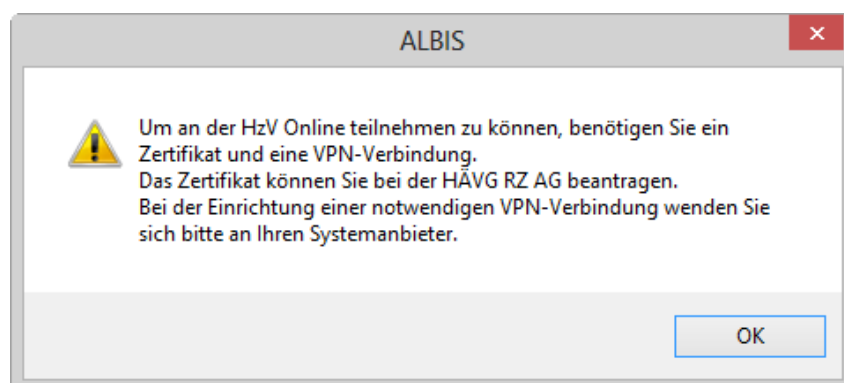 ALBIS
Um an der HzV Online teilnehmen zu können, benötigen Sie ein
Zertifikat und eine VPN-Verbindung.
Das Zertifikat können Sie bei der HÄVG RZ AG beantragen.
Bei der Einrichtung einer notwendigen VPN-Verbindung wenden Sie
sich bitte an Ihren Systemanbieter.
OK